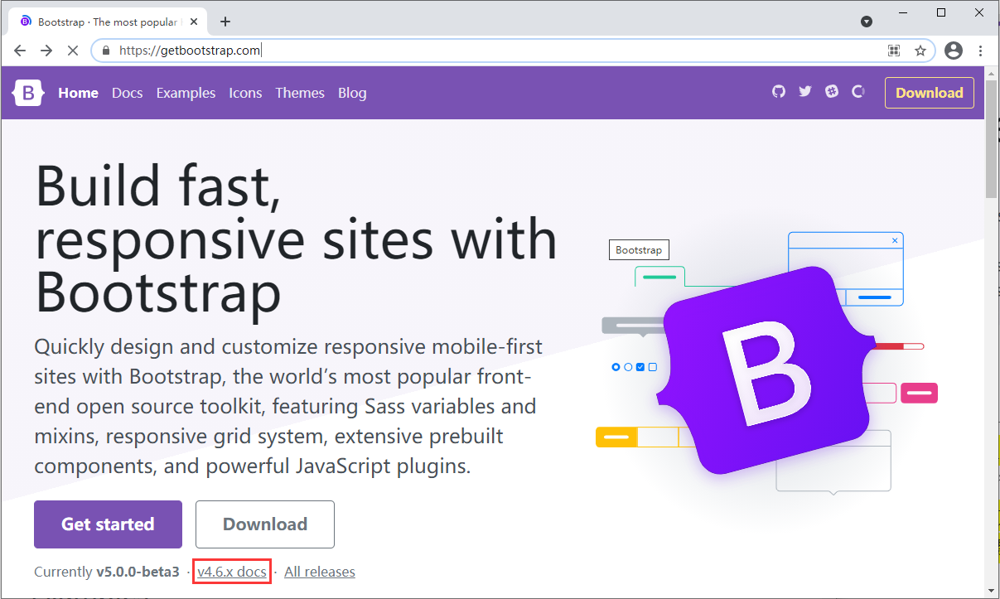 Bootstrap · The most popular
https://getbootstrap.com
B Home Docs Examples Icons Themes Blog Download
Build fast,
responsive sites with
Bootstrap
Quickly design and customize responsive mobile-first
sites with Bootstrap, the world’s most popular front-
end open source toolkit, featuring Sass variables and
mixins, responsive grid system, extensive prebuilt
components, and powerful JavaScript plugins.
Bootstrap
B
Get started Download
Currently v5.0.0-beta3 · v4.6.x docs · All releases